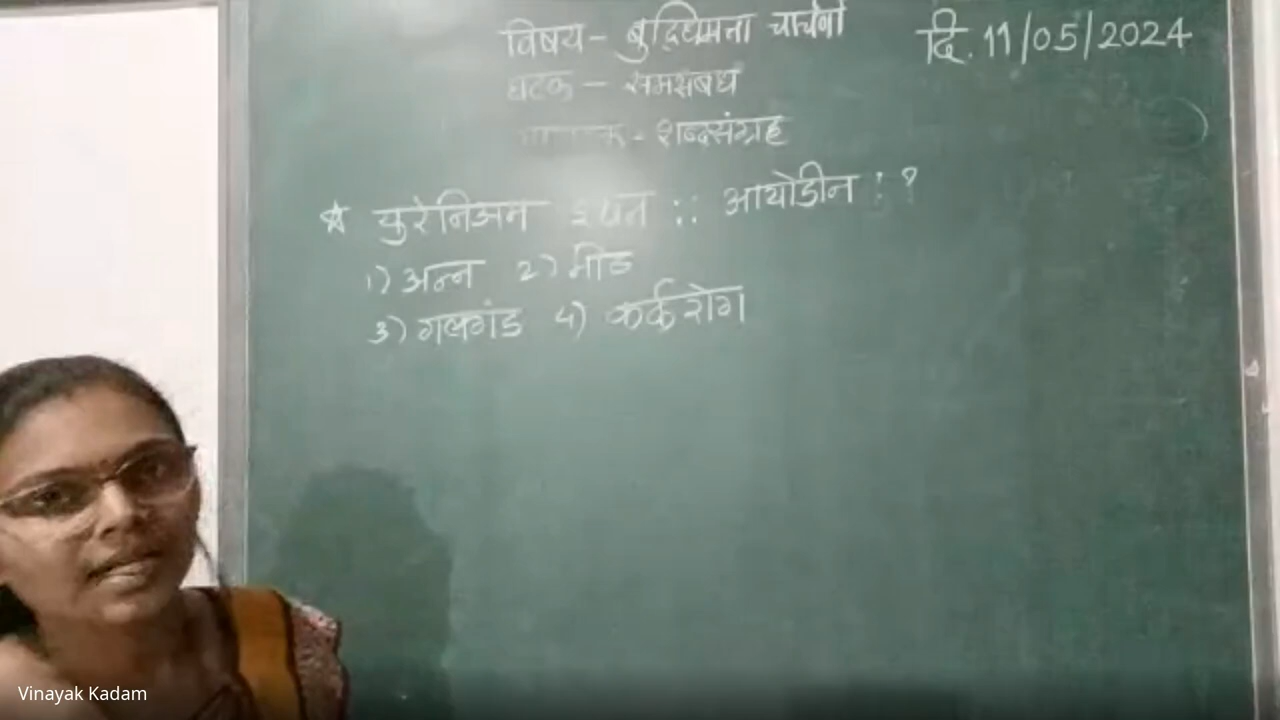 विषय- बुद्धिमत्ता चाचणी
दि. 11/05/2024
घटक - समसंबंध
- शब्दसंग्रह
☆ युरेनिअम :: आयोडीन : ?
1) अन्न 2) मीठ
3) गलगंड 4) कर्करोग
Vinayak Kadam